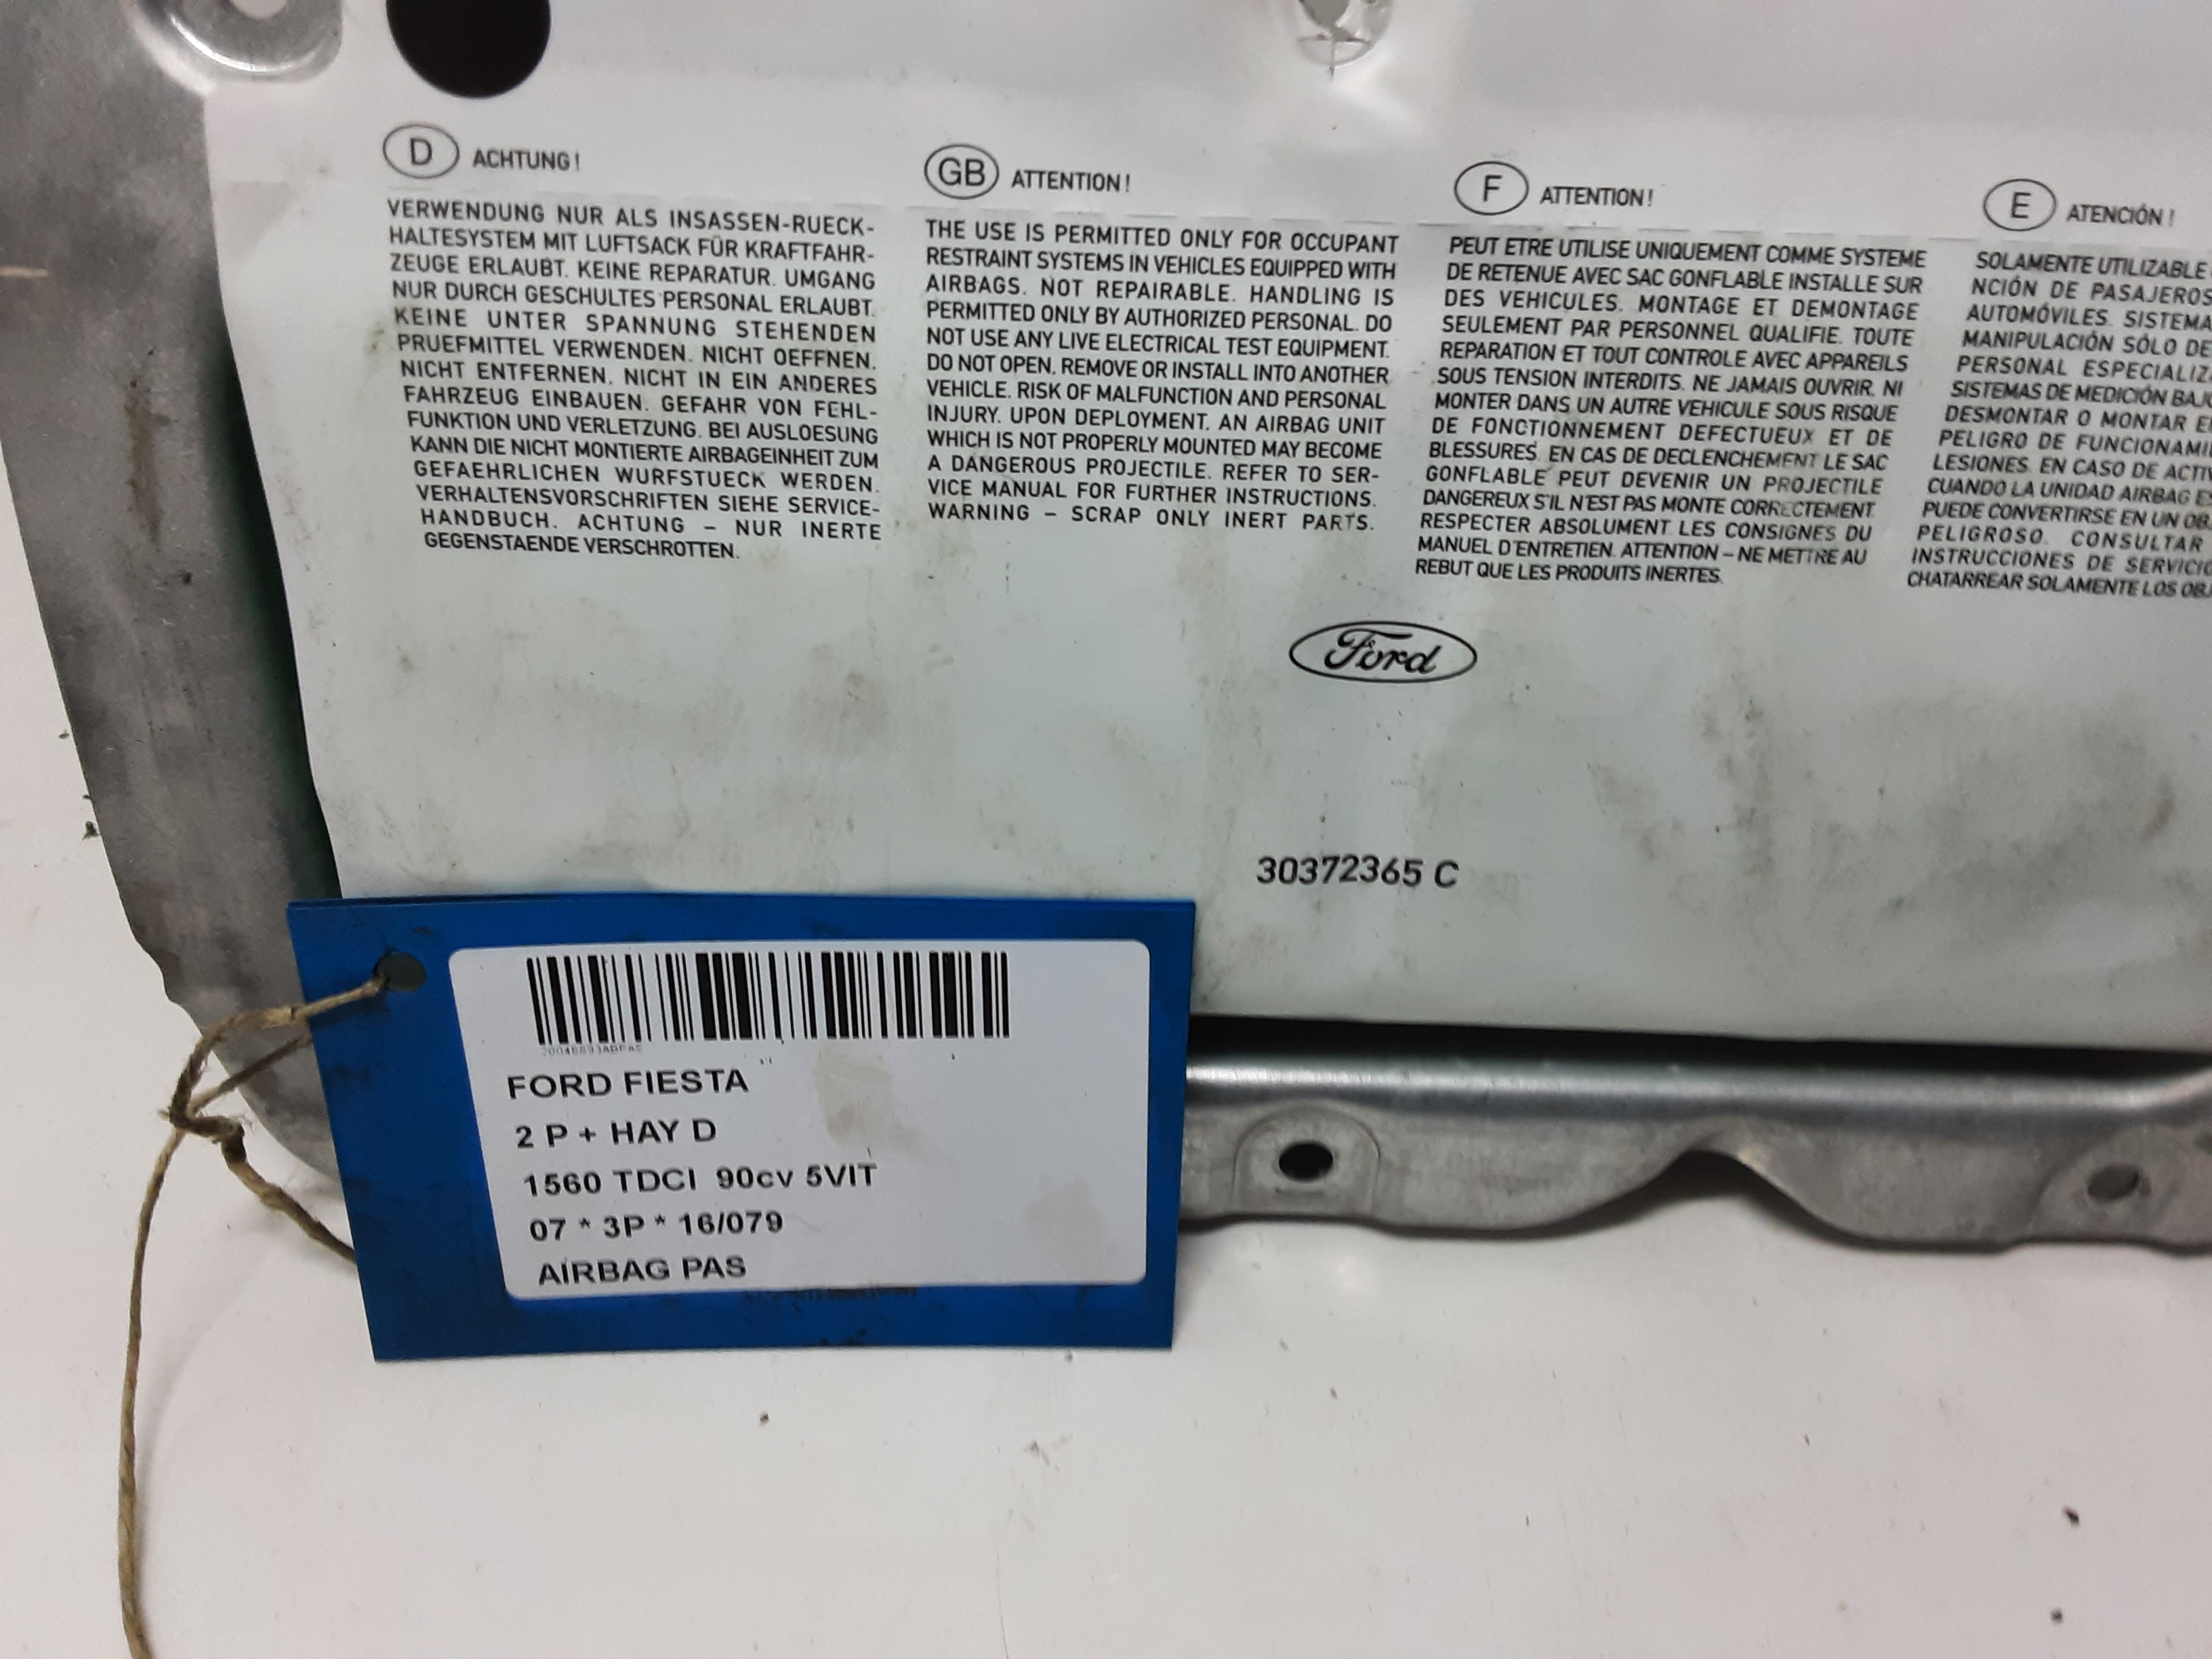 D ACHTUNG!
VERWENDUNG NUR ALS INSASSEN-RUECK-
HALTESYSTEM MIT LUFTSACK FÜR KRAFTFAHR-
ZEUGE ERLAUBT. KEINE REPARATUR. UMGANG
NUR DURCH GESCHULTES PERSONAL ERLAUBT.
KEINE UNTER SPANNUNG STEHENDEN
PRUEFMITTEL VERWENDEN. NICHT OEFFNEN.
NICHT ENTFERNEN. NICHT IN EIN ANDERES
FAHRZEUG EINBAUEN. GEFAHR VON FEHL-
FUNKTION UND VERLETZUNG. BEI AUSLOESUNG
KANN DIE NICHT MONTIERTE AIRBAGEINHEIT ZUM
GEFAEHRLICHEN WURFSTUECK WERDEN.
VERHALTENSVORSCHRIFTEN SIEHE SERVICE-
HANDBUCH. ACHTUNG – NUR INERTE
GEGENSTAENDE VERSCHROTTEN.
GB ATTENTION!
THE USE IS PERMITTED ONLY FOR OCCUPANT
RESTRAINT SYSTEMS IN VEHICLES EQUIPPED WITH
AIRBAGS. NOT REPAIRABLE. HANDLING IS
PERMITTED ONLY BY AUTHORIZED PERSONAL. DO
NOT USE ANY LIVE ELECTRICAL TEST EQUIPMENT.
DO NOT OPEN. REMOVE OR INSTALL INTO ANOTHER
VEHICLE. RISK OF MALFUNCTION AND PERSONAL
INJURY. UPON DEPLOYMENT. AN AIRBAG UNIT
WHICH IS NOT PROPERLY MOUNTED MAY BECOME
A DANGEROUS PROJECTILE. REFER TO SER-
VICE MANUAL FOR FURTHER INSTRUCTIONS.
WARNING – SCRAP ONLY INERT PARTS.
F ATTENTION!
PEUT ETRE UTILISE UNIQUEMENT COMME SYSTEME
DE RETENUE AVEC SAC GONFLABLE INSTALLE SUR
DES VEHICULES. MONTAGE ET DEMONTAGE
SEULEMENT PAR PERSONNEL QUALIFIE. TOUTE
REPARATION ET TOUT CONTROLE AVEC APPAREILS
SOUS TENSION INTERDITS. NE JAMAIS OUVRIR. NI
MONTER DANS UN AUTRE VEHICULE SOUS RISQUE
DE FONCTIONNEMENT DEFECTUEUX ET DE
BLESSURES. EN CAS DE DECLENCHEMENT LE SAC
GONFLABLE PEUT DEVENIR UN PROJECTILE
DANGEREUX S'IL N'EST PAS MONTE CORRECTEMENT.
RESPECTER ABSOLUMENT LES CONSIGNES DU
MANUEL D'ENTRETIEN. ATTENTION – NE METTRE AU
REBUT QUE LES PRODUITS INERTES.
E ATENCIÓN!
SOLAMENTE UTILIZABLE
NCIÓN DE PASAJEROS
AUTOMÓVILES. SISTEMA
MANIPULACIÓN SÓLO DE
PERSONAL ESPECIALIZ
SISTEMAS DE MEDICIÓN BAJO
DESMONTAR O MONTAR E
PELIGRO DE FUNCIONAMI
LESIONES. EN CASO DE ACTIV
CUANDO LA UNIDAD AIRBAG ES
PUEDE CONVERTIRSE EN UN OB
PELIGROSO. CONSULTAR
INSTRUCCIONES DE SERVICIO
CHATARREAR SOLAMENTE LOS OBJ
Ford
30372365 C
FORD FIESTA
2 P + HAY D
1560 TDCI 90cv 5VIT
07 * 3P * 16/079
AIRBAG PAS